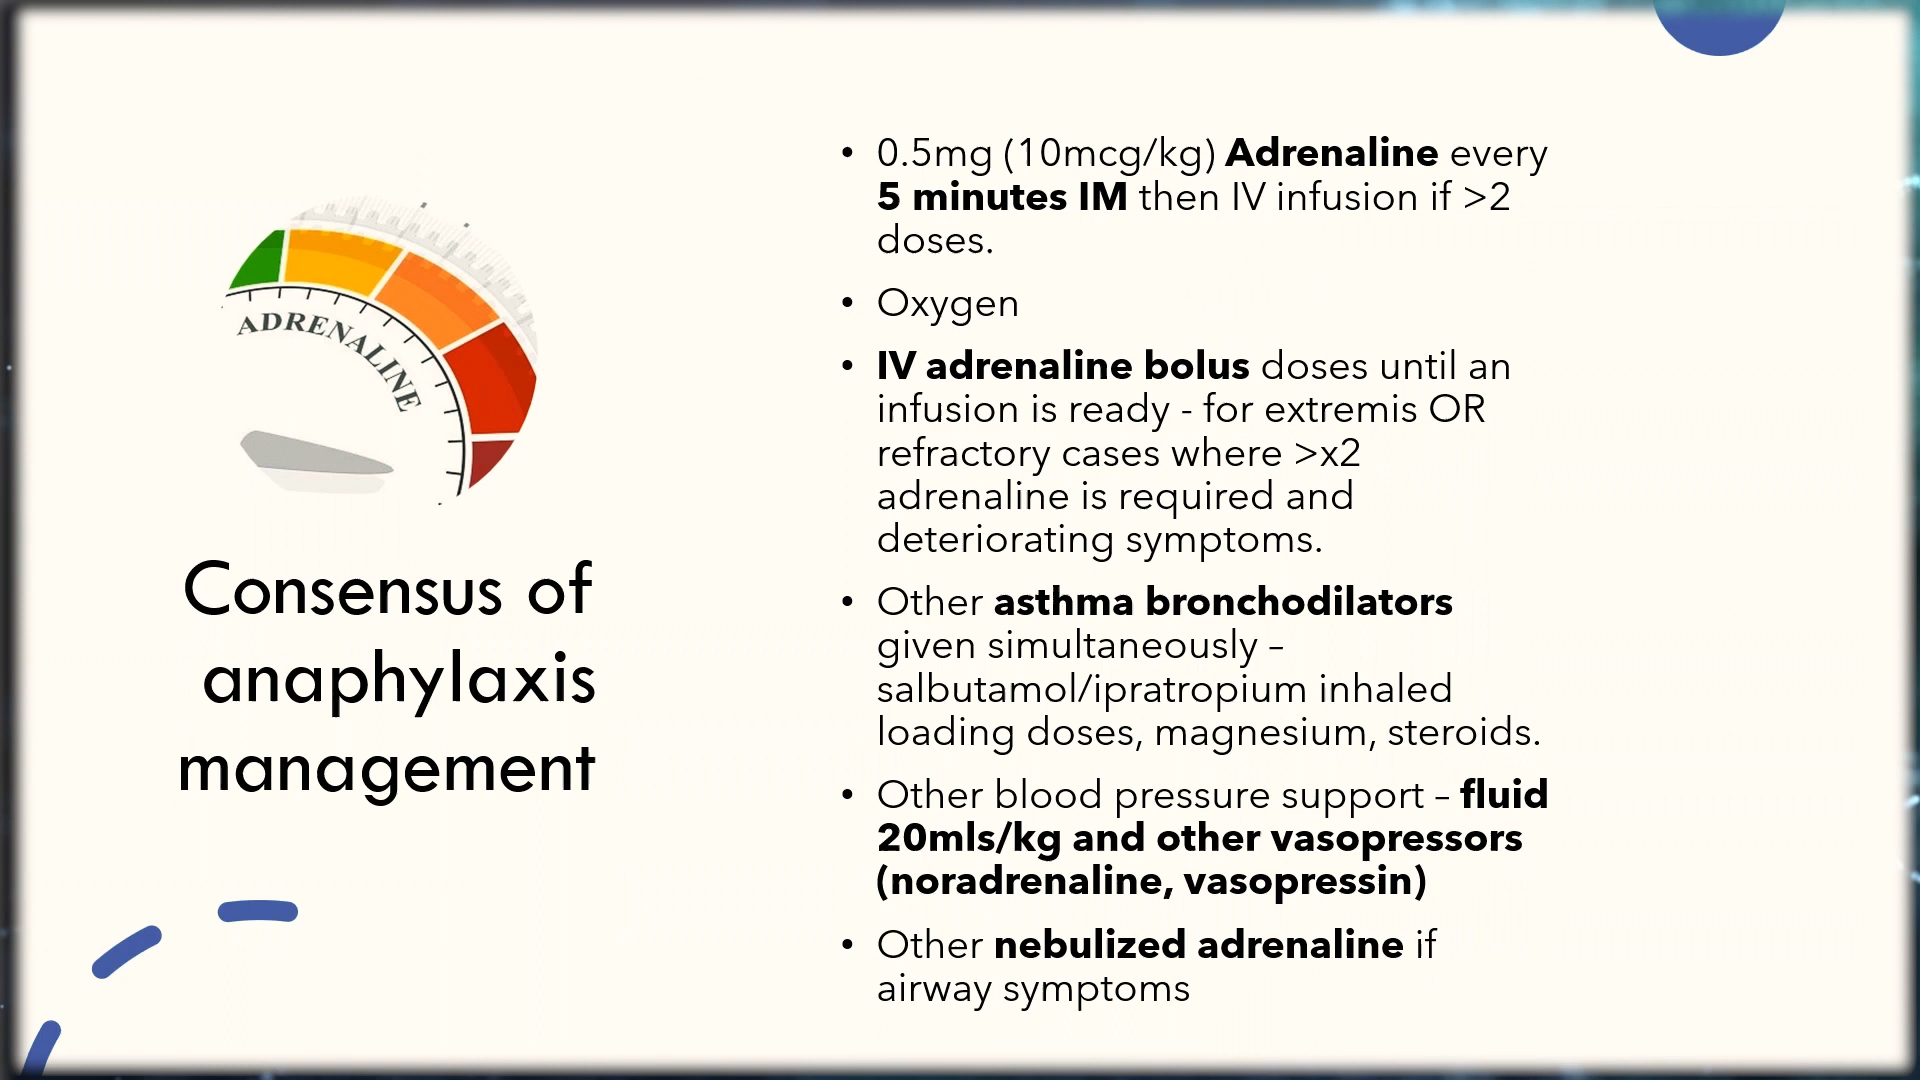 ADRENALINE
Consensus of
anaphylaxis
management
• 0.5mg (10mcg/kg) Adrenaline every
5 minutes IM then IV infusion if >2
doses.
• Oxygen
• IV adrenaline bolus doses until an
infusion is ready - for extremis OR
refractory cases where >x2
adrenaline is required and
deteriorating symptoms.
• Other asthma bronchodilators
given simultaneously –
salbutamol/ipratropium inhaled
loading doses, magnesium, steroids.
• Other blood pressure support – fluid
20mls/kg and other vasopressors
(noradrenaline, vasopressin)
• Other nebulized adrenaline if
airway symptoms